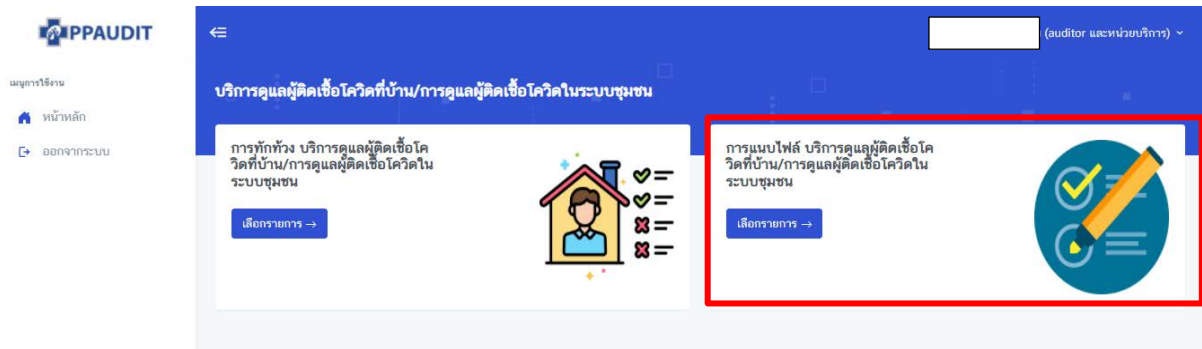 PPAUDIT
(auditor และหน่วยบริการ)
เมนูการใช้งาน
หน้าหลัก
ออกจากระบบ
บริการดูแลผู้ติดเชื้อโควิดที่บ้าน/การดูแลผู้ติดเชื้อโควิดในระบบชุมชน
การทักท้วง บริการดูแลผู้ติดเชื้อโค
วิดที่บ้าน/การดูแลผู้ติดเชื้อโควิดใน
ระบบชุมชน
เลือกรายการ →
การแนบไฟล์ บริการดูแลผู้ติดเชื้อโค
วิดที่บ้าน/การดูแลผู้ติดเชื้อโควิดใน
ระบบชุมชน
เลือกรายการ →